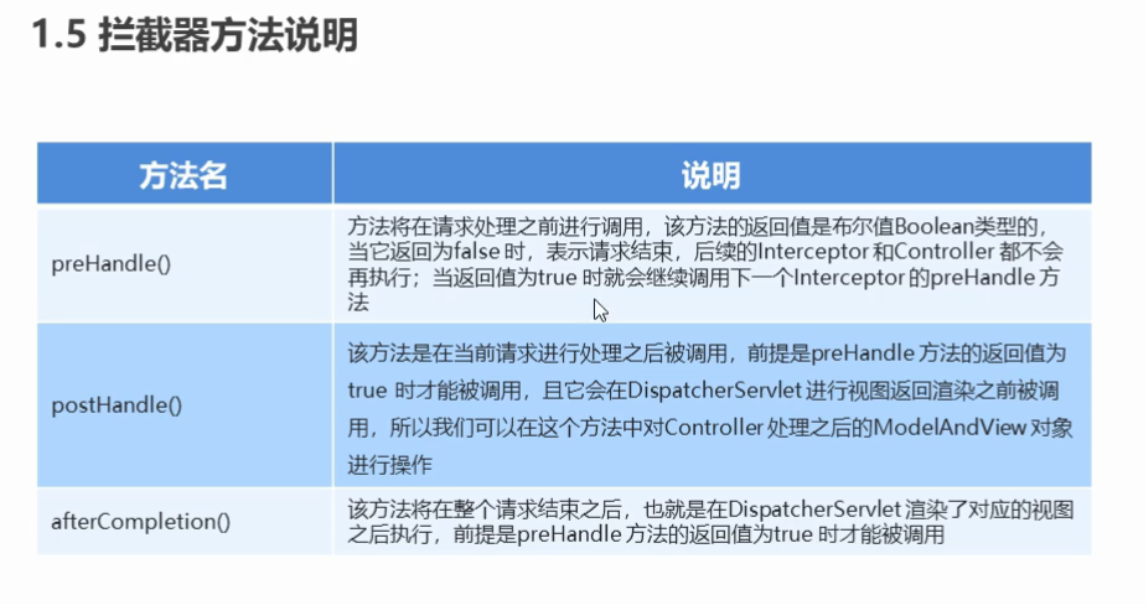 1.5 拦截器方法说明
方法名
说明
preHandle()
方法将在请求处理之前进行调用，该方法的返回值是布尔值Boolean类型的，
当它返回为false 时，表示请求结束，后续的Interceptor 和Controller 都不会
再执行；当返回值为true 时就会继续调用下一个Interceptor 的preHandle 方
法
postHandle()
该方法是在当前请求进行处理之后被调用，前提是preHandle 方法的返回值为
true 时才能被调用，且它会在DispatcherServlet 进行视图返回渲染之前被调
用，所以我们可以在这个方法中对Controller 处理之后的ModelAndView 对象
进行操作
afterCompletion()
该方法将在整个请求结束之后，也就是在DispatcherServlet 渲染了对应的视图
之后执行，前提是preHandle 方法的返回值为true 时才能被调用